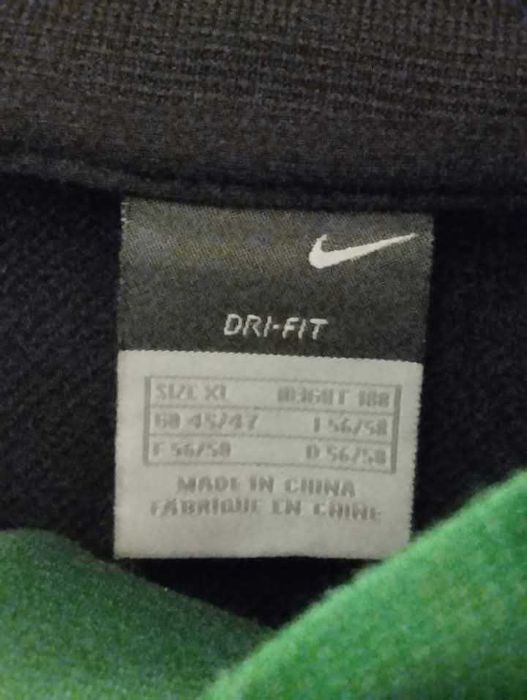 DRI-FIT
SIZE XL HEIGHT 188
GB 45/47 I 56/58
F 56/58 D 56/58
MADE IN CHINA
FABRIQUE EN CHINE